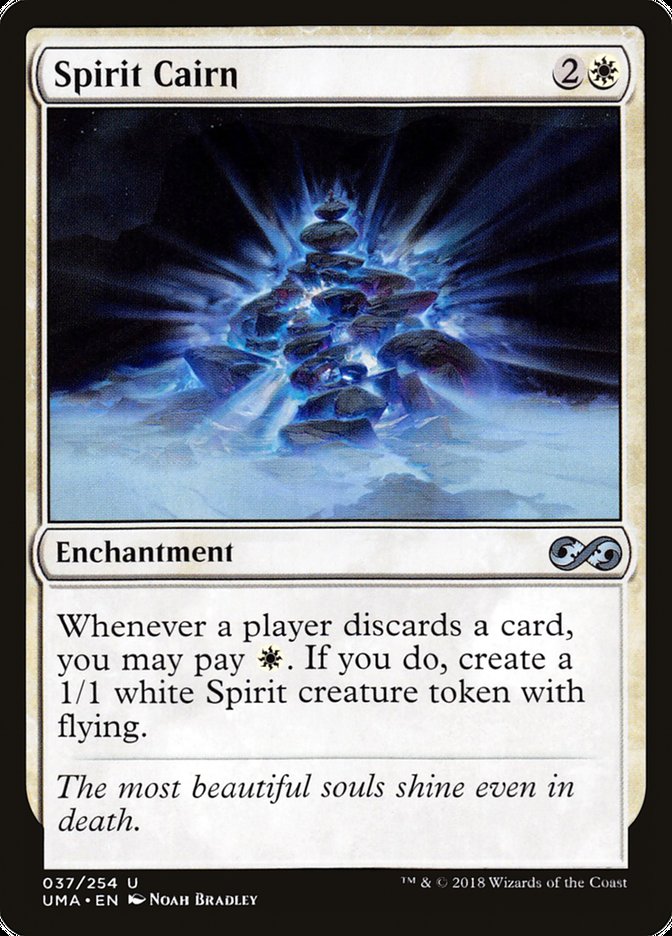 Spirit Cairn 2
Enchantment
Whenever a player discards a card,
you may pay . If you do, create a
1/1 white Spirit creature token with
flying.
The most beautiful souls shine even in
death.
037/254 U
UMA • EN Noah Bradley
™ & © 2018 Wizards of the Coast